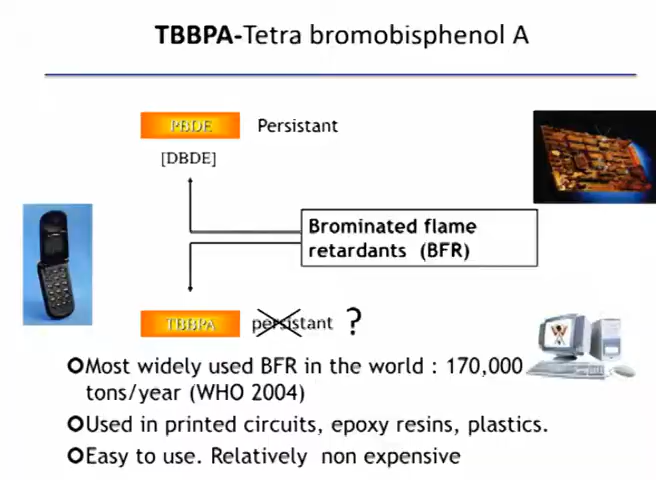 TBBPA-Tetra bromobisphenol A
PBDE Persistant
[DBDE]
Brominated flame
retardants (BFR)
TBBPA persistant ?
Most widely used BFR in the world : 170,000
tons/year (WHO 2004)
Used in printed circuits, epoxy resins, plastics.
Easy to use. Relatively non expensive